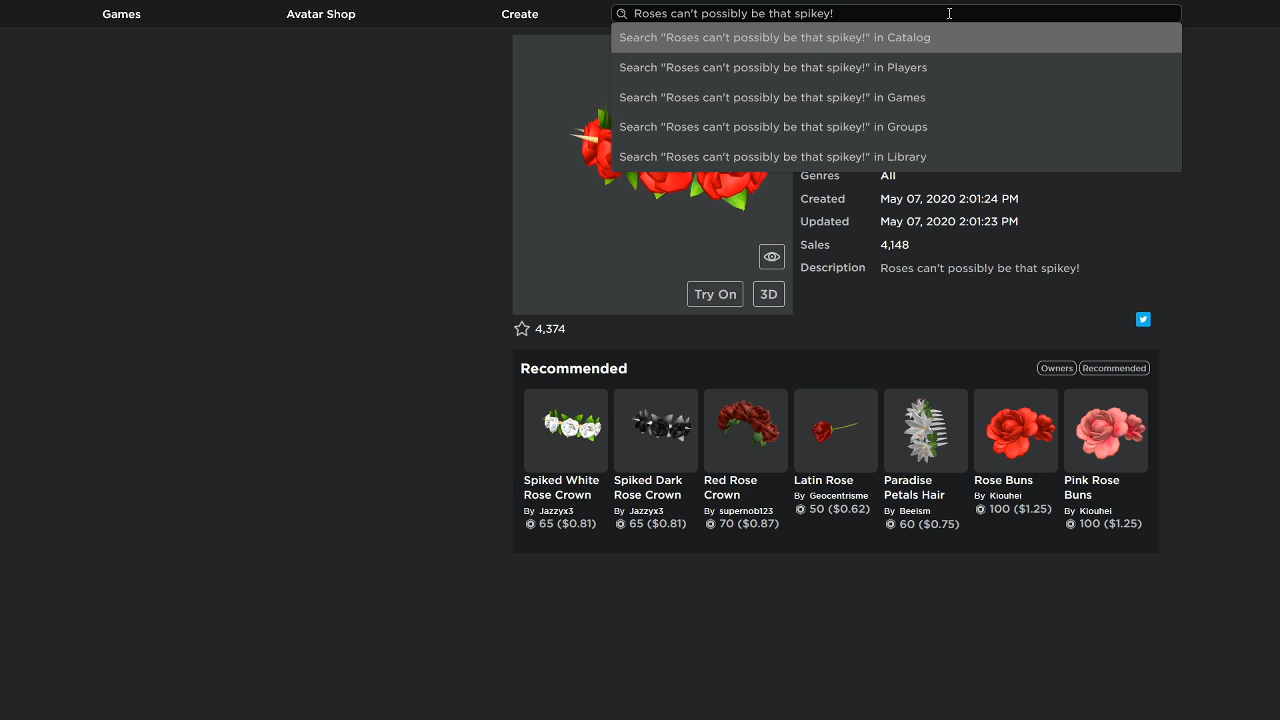 Games
Avatar Shop
Create
Roses can't possibly be that spikey!
Search "Roses can't possibly be that spikey!" in Catalog
Search "Roses can't possibly be that spikey!" in Players
Search "Roses can't possibly be that spikey!" in Games
Search "Roses can't possibly be that spikey!" in Groups
Search "Roses can't possibly be that spikey!" in Library
Genres All
Created May 07, 2020 2:01:24 PM
Updated May 07, 2020 2:01:23 PM
Sales 4,148
Description Roses can't possibly be that spikey!
Try On
3D
4,374
Recommended
Owners
Recommended
Spiked White
Rose Crown
By Jazzyx3
65 ($0.81)
Spiked Dark
Rose Crown
By Jazzyx3
65 ($0.81)
Red Rose
Crown
By supernob123
70 ($0.87)
Latin Rose
By Geocentrisme
50 ($0.62)
Paradise
Petals Hair
By Beeism
60 ($0.75)
Rose Buns
By Kiouhei
100 ($1.25)
Pink Rose
Buns
By Kiouhei
100 ($1.25)